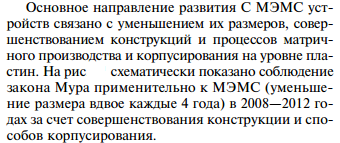 Основное направление развития С МЭМС уст-
ройств связано с уменьшением их размеров, совер-
шенствованием конструкций и процессов матрич-
ного производства и корпусирования на уровне пла-
стин. На рис схематически показано соблюдение
закона Мура применительно к МЭМС (уменьше-
ние размера вдвое каждые 4 года) в 2008—2012 го-
дах за счет совершенствования конструкции и спо-
собов корпусирования.